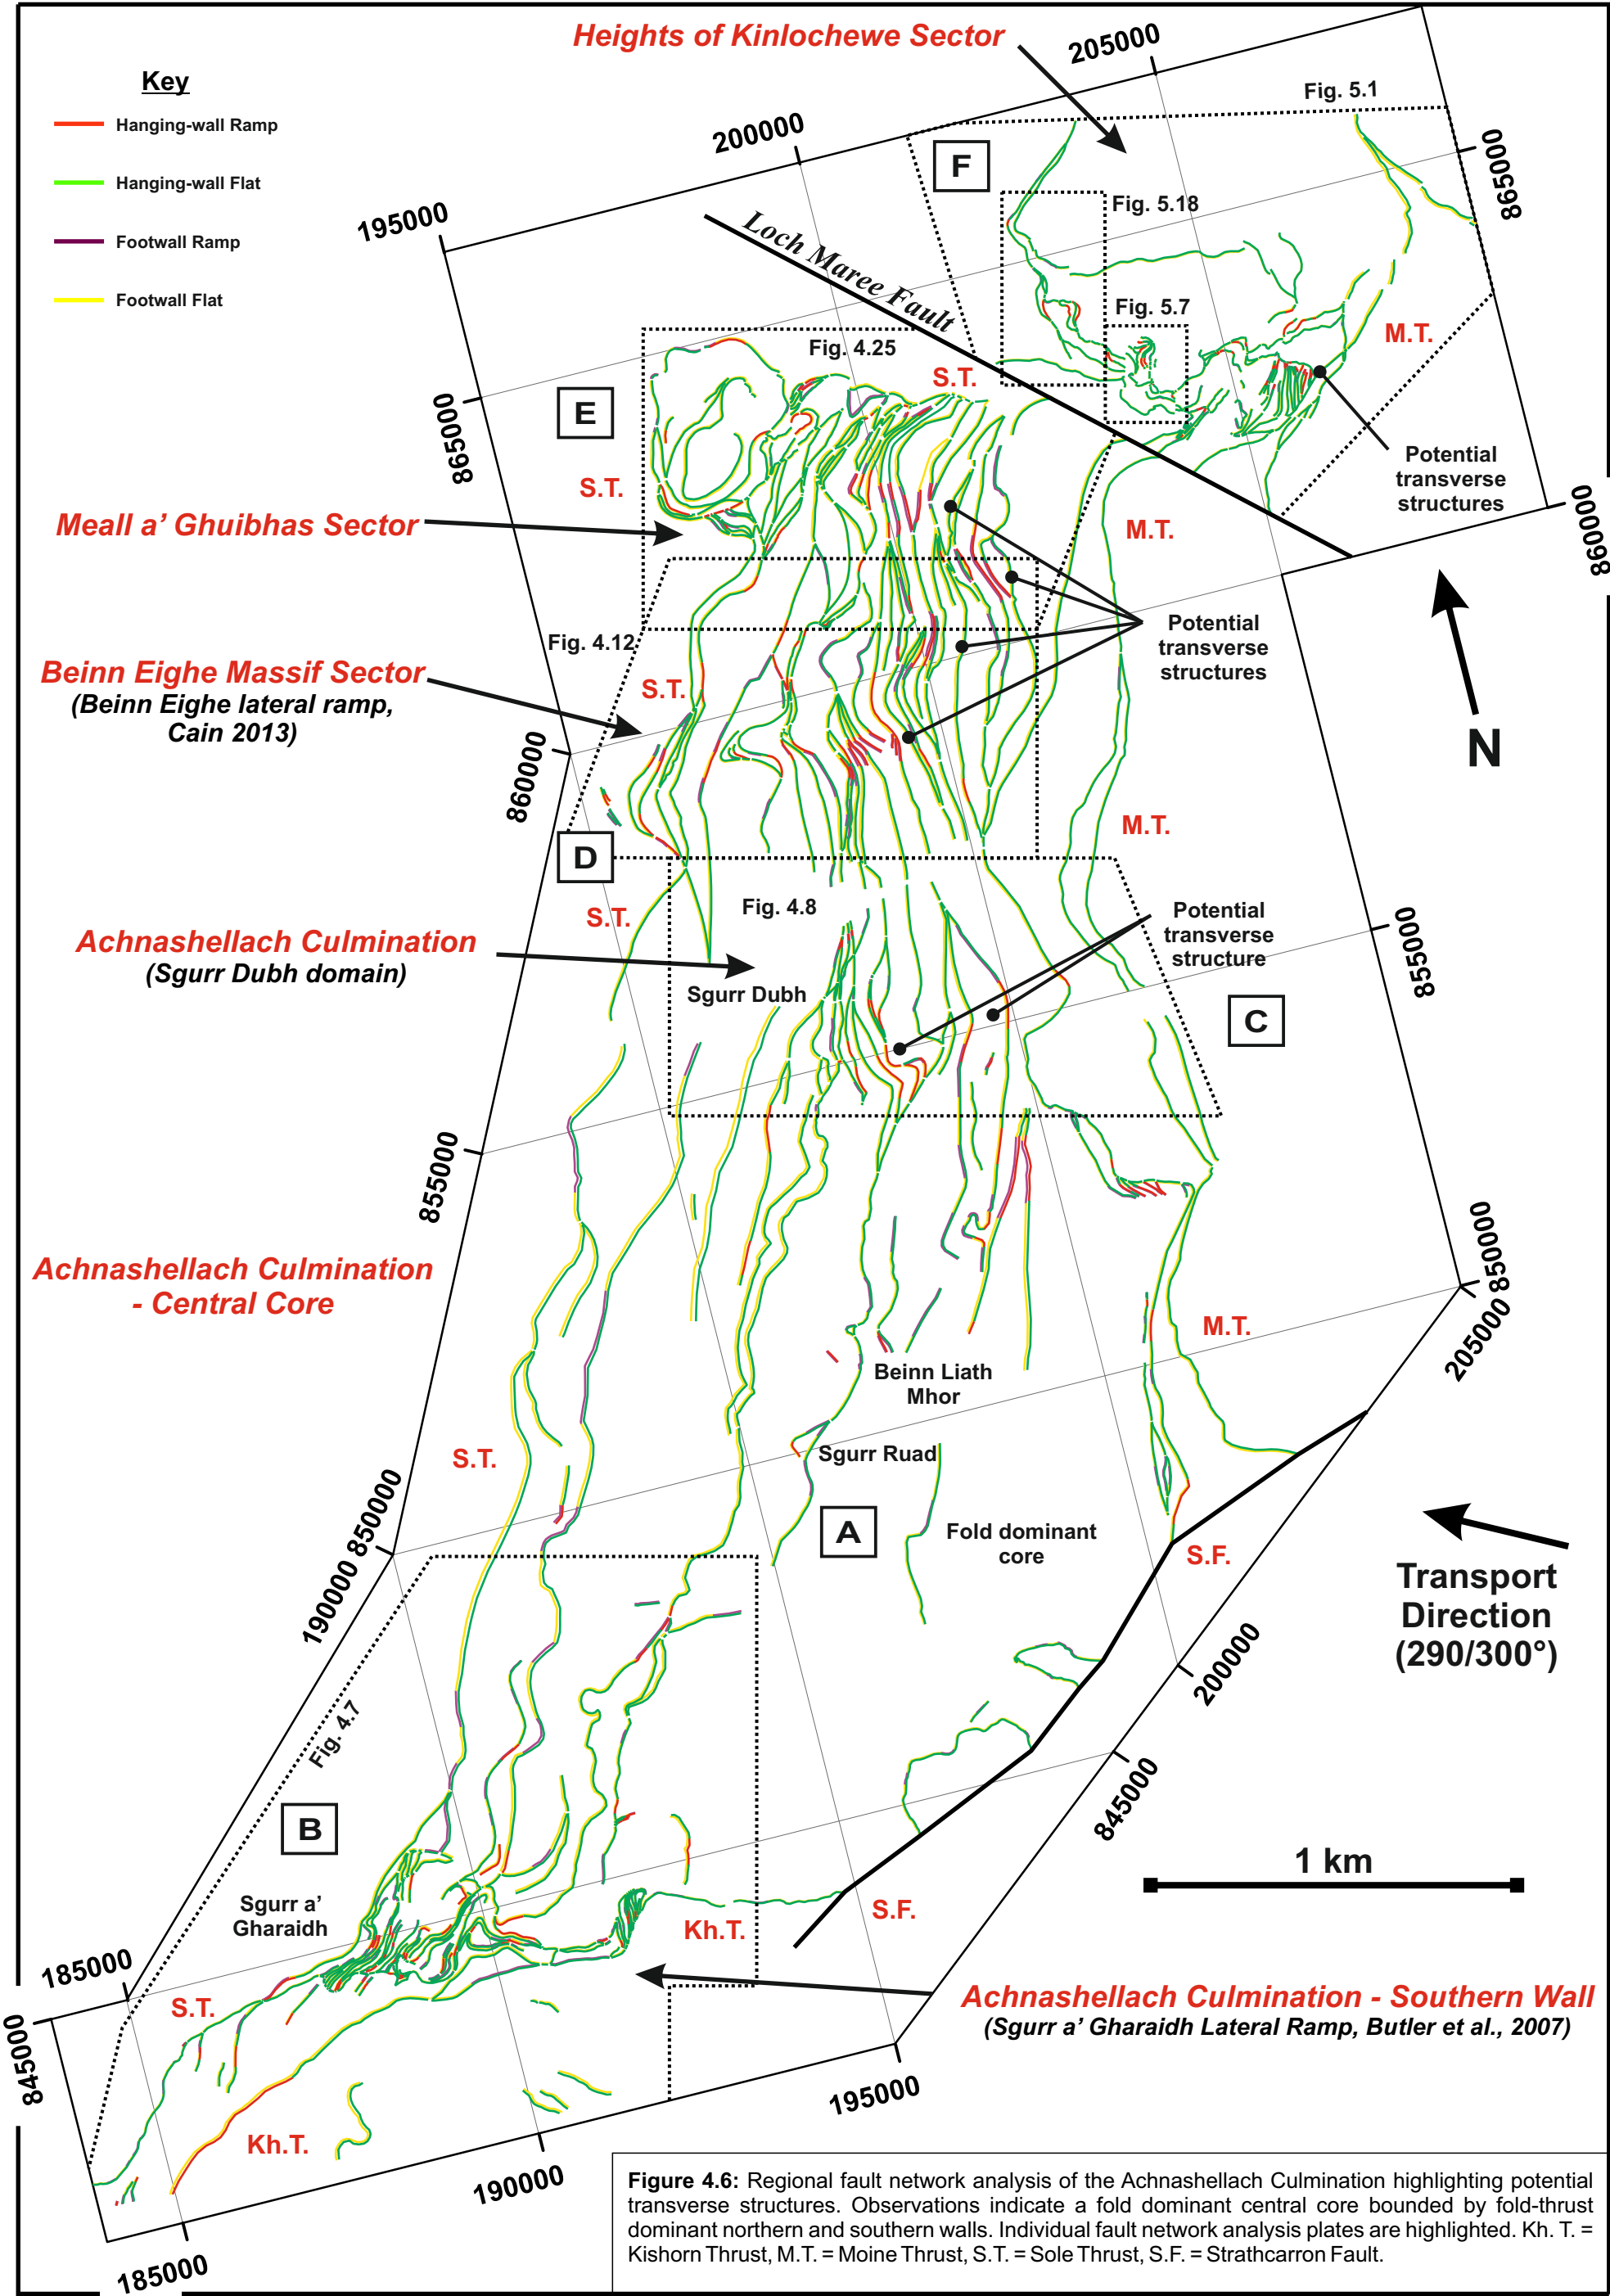 Heights of Kinlochewe Sector
205000
Key
Hanging-wall Ramp
Hanging-wall Flat
Footwall Ramp
Footwall Flat
200000
195000
Fig. 5.1
F
Fig. 5.18
865000
Loch Maree Fault
Fig. 5.7
M.T.
Fig. 4.25
S.T.
E
865000
S.T.
Potential
transverse
structures
860000
Meall a' Ghuibhas Sector
M.T.
Fig. 4.12
Potential
transverse
structures
Beinn Eighe Massif Sector
(Beinn Eighe lateral ramp,
Cain 2013)
S.T.
N
860000
M.T.
D
S.T.
Fig. 4.8
Potential
transverse
structure
855000
Achnashellach Culmination
(Sgurr Dubh domain)
Sgurr Dubh
C
855000
Achnashellach Culmination
- Central Core
850000
205000
M.T.
Beinn Liath
Mhor
S.T.
Sgurr Ruad
850000
190000
A
Fold dominant
core
S.F.
Transport
Direction
(290/300°)
200000
Fig. 4.7
845000
B
1 km
Sgurr a'
Gharaidh
Kh.T.
S.F.
185000
S.T.
Achnashellach Culmination - Southern Wall
(Sgurr a' Gharaidh Lateral Ramp, Butler et al., 2007)
845000
195000
Kh.T.
190000
185000
Figure 4.6: Regional fault network analysis of the Achnashellach Culmination highlighting potential
transverse structures. Observations indicate a fold dominant central core bounded by fold-thrust
dominant northern and southern walls. Individual fault network analysis plates are highlighted. Kh. T. =
Kishorn Thrust, M.T. = Moine Thrust, S.T. = Sole Thrust, S.F. = Strathcarron Fault.